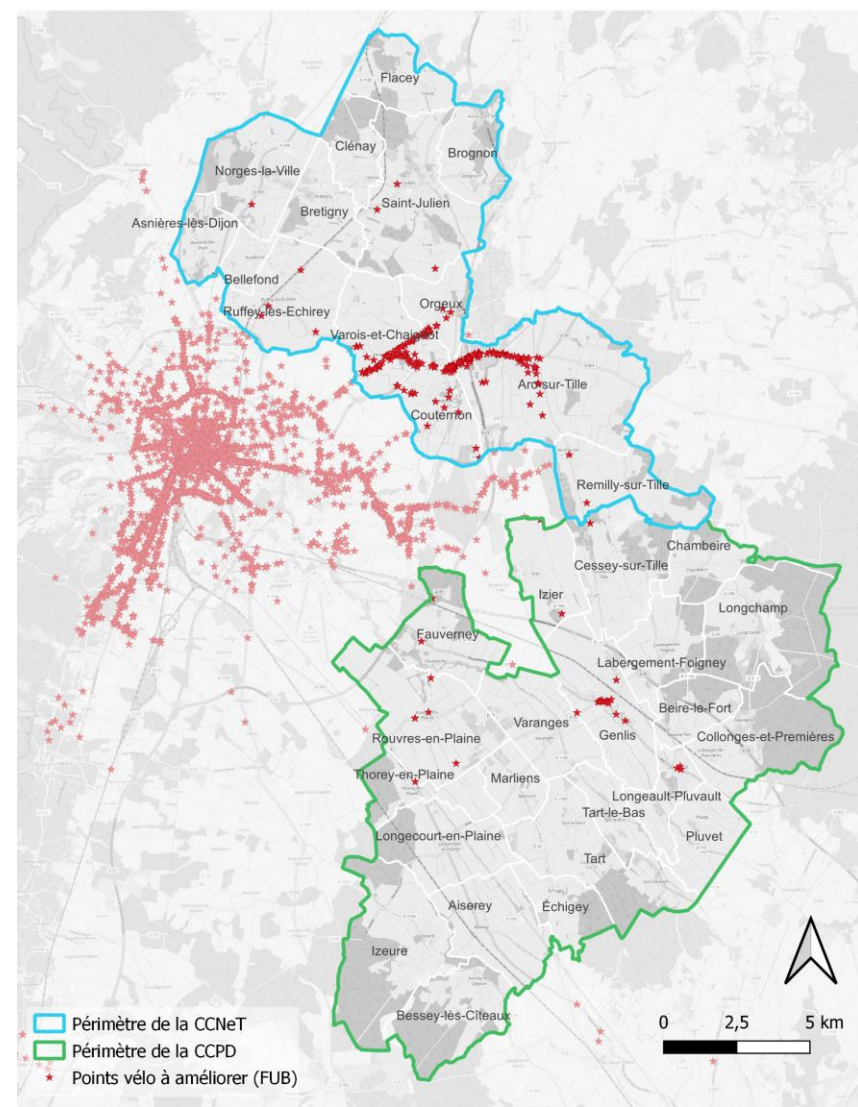 Flacey
Clénay
Brognon
Norges-la-Ville
Saint-Julien
Bretigny
Asnières-lès-Dijon
Bellefond
Orgeux
Ruffey-lès-Echirey
Varois-et-Chaignot
Arc-sur-Tille
Couternon
Remilly-sur-Tille
Chambeire
Cessey-sur-Tille
Izier
Longchamp
Fauverney
Labergement-Foigney
Beire-le-Fort
Varanges
Genlis
Collonges-et-Premières
Rouvres-en-Plaine
Thorey-en-Plaine
Marliens
Longeault-Pluvault
Tart-le-Bas
Longecourt-en-Plaine
Pluvet
Tart
Aiserey
Échigey
Izeure
Bessey-lès-Cîteaux
Périmètre de la CCNeT
Périmètre de la CCPD
Points vélo à améliorer (FUB)
0 2,5 5 km